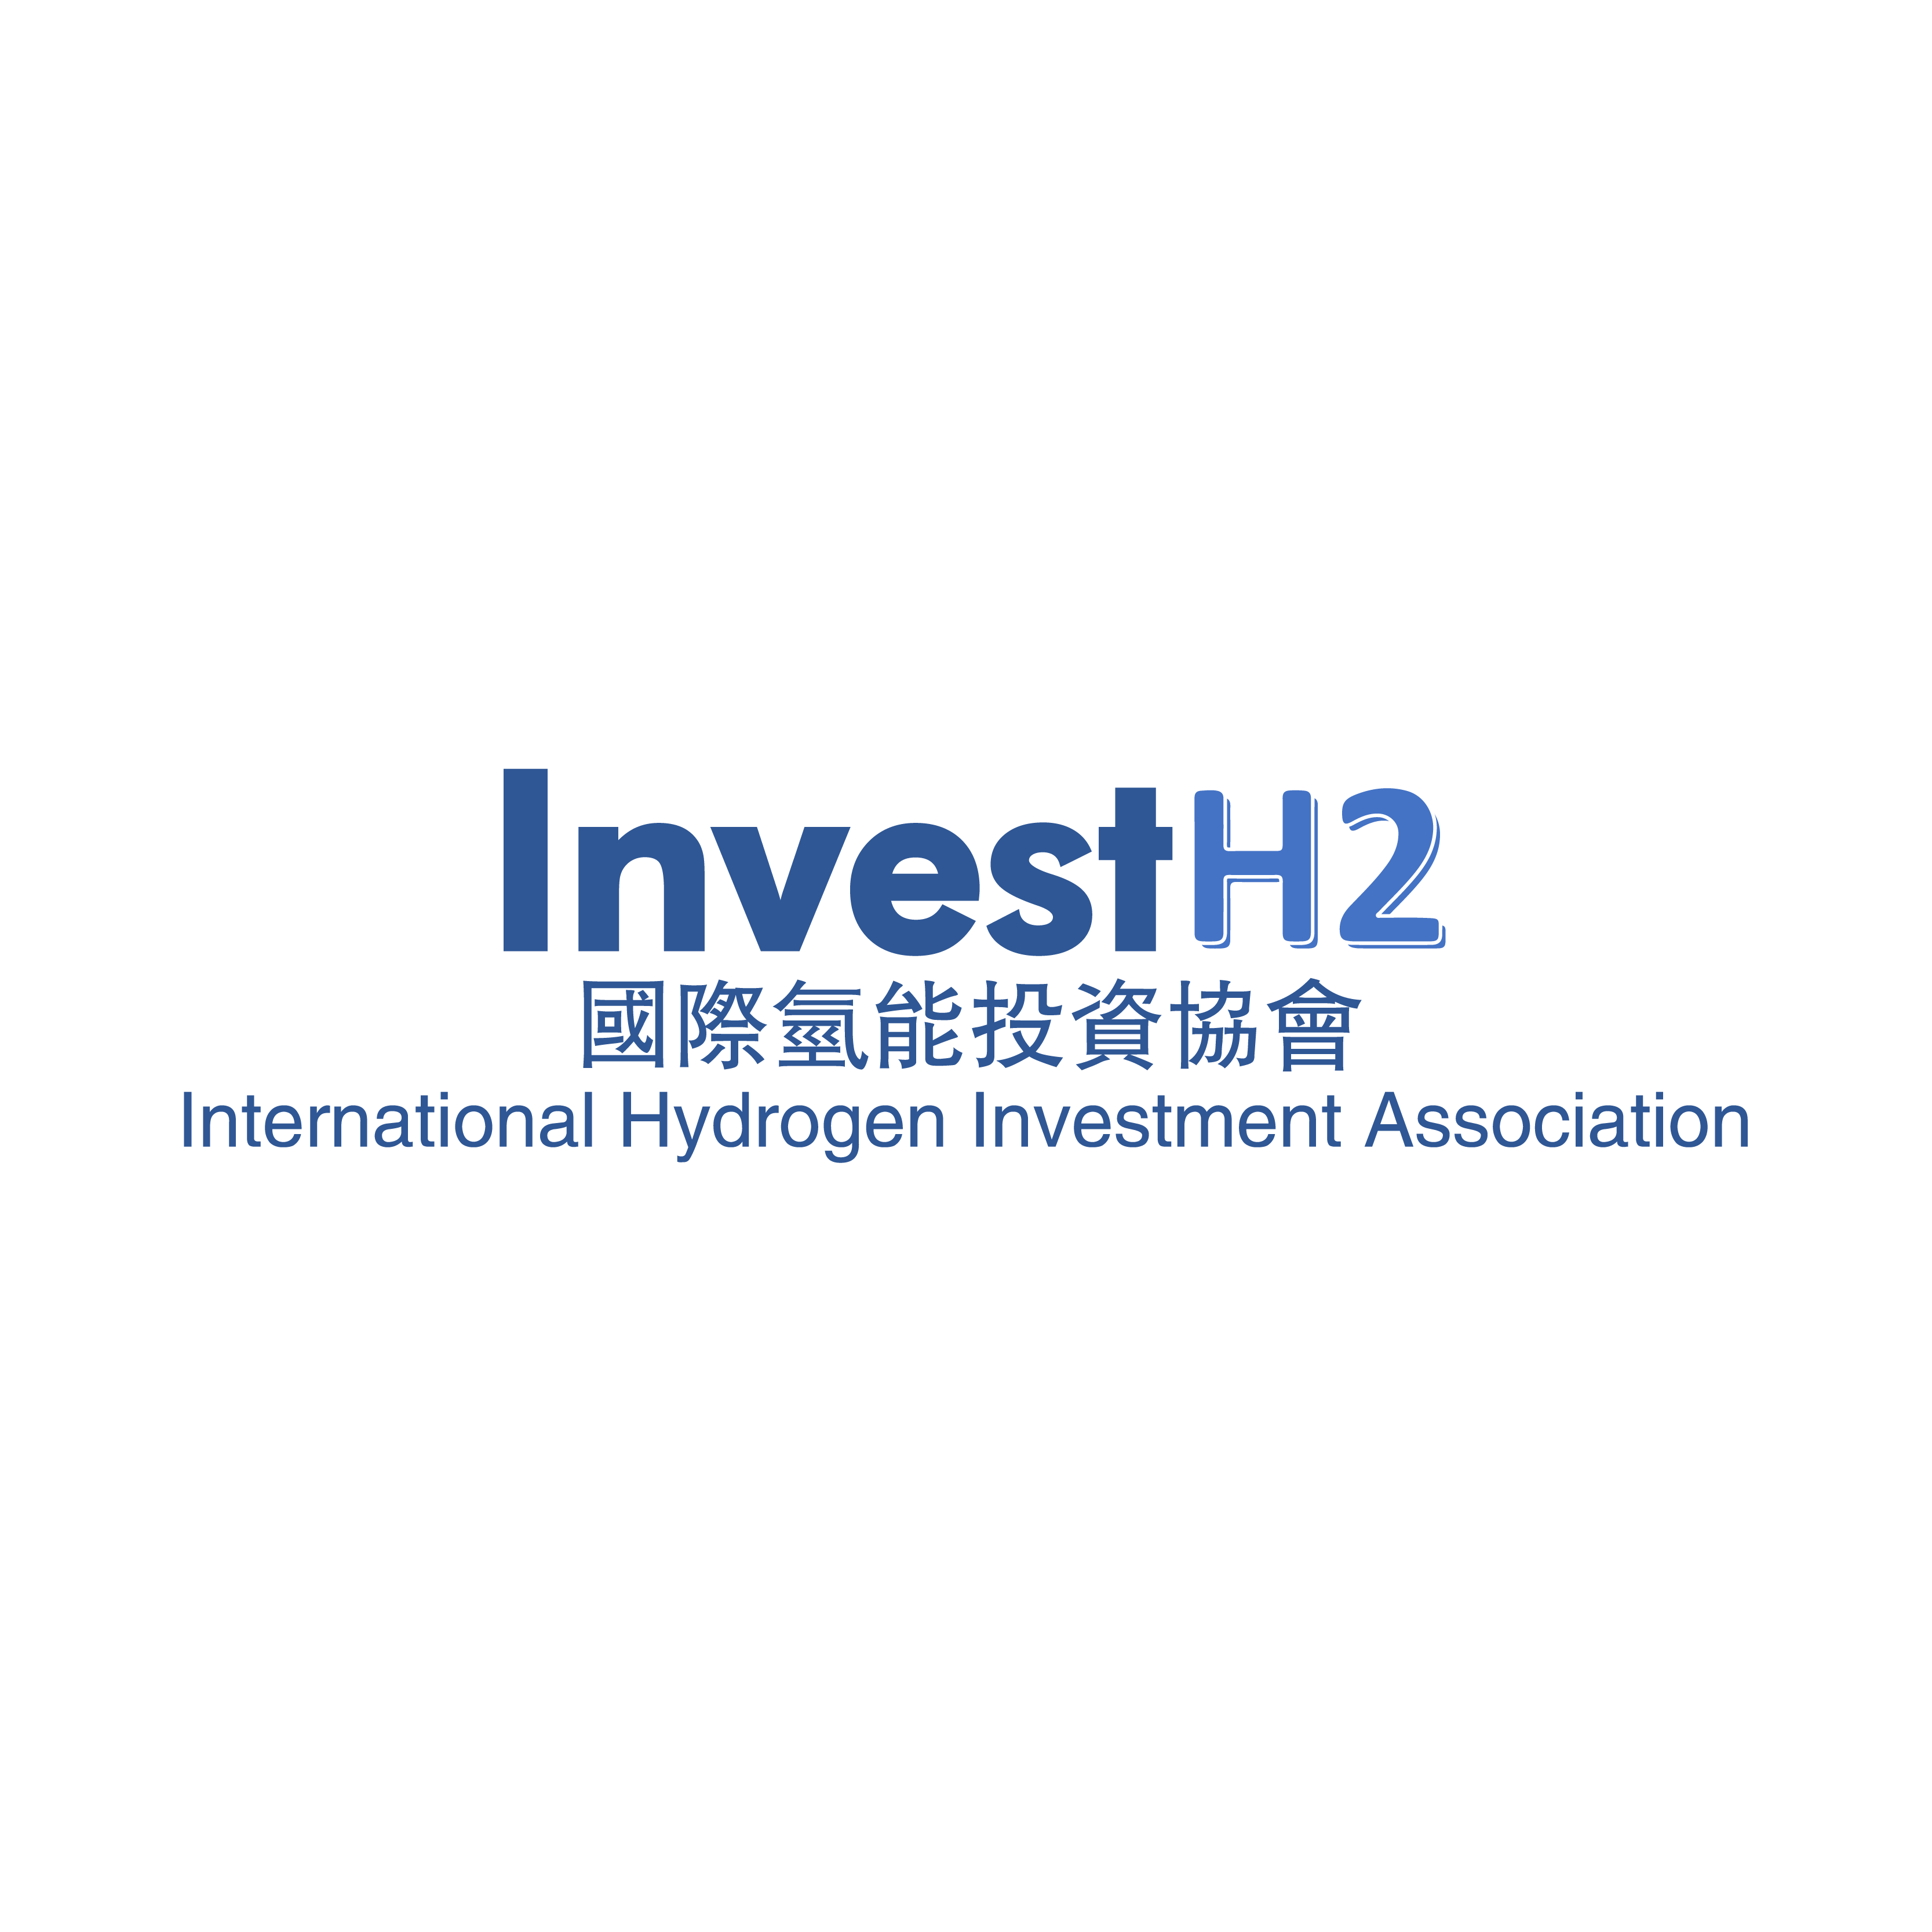 InvestH2
國際氫能投資協會
International Hydrogen Investment Association